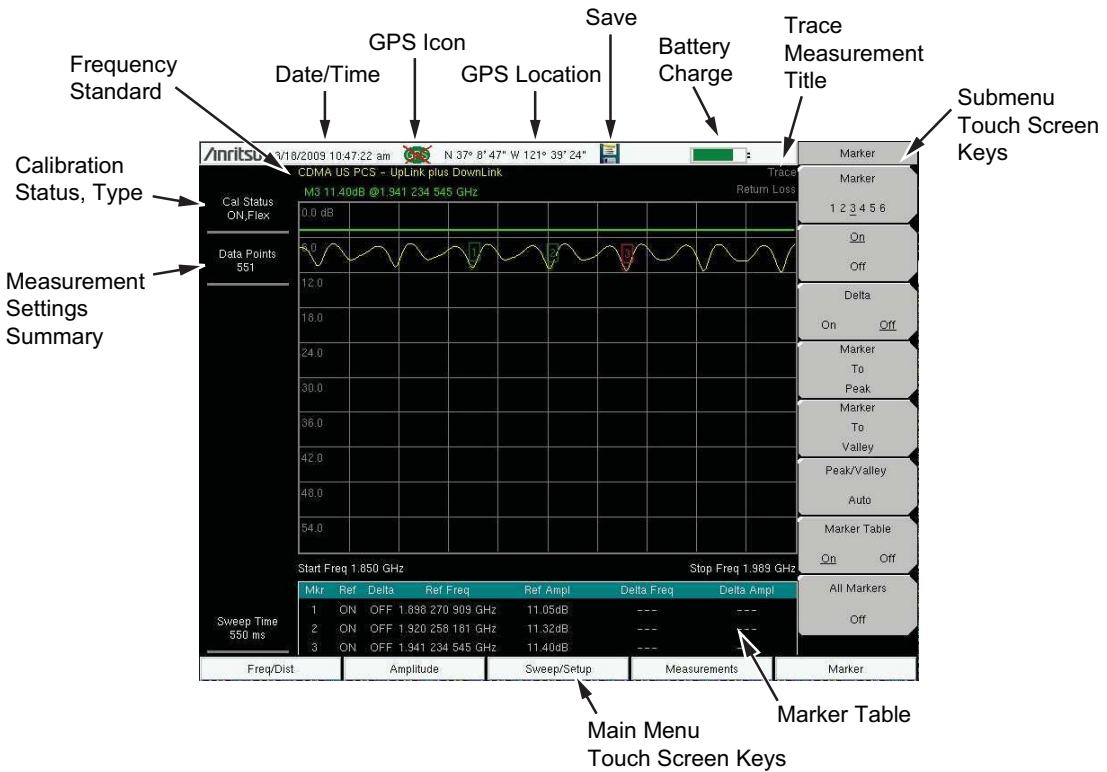 Save
Trace
Measurement
Title
GPS Icon
Battery
Charge
Frequency
Standard
Date/Time
GPS Location
Submenu
Touch Screen
Keys
Calibration
Status, Type
Measurement
Settings
Summary
Anritsu /18/2009 10:47:22 am GPS N 37° 8' 47" W 121° 39' 24"
Marker
CDMA US PCS - UpLink plus DownLink
Trace
M3 11.40dB @1.941 234 545 GHz
Return Loss
Cal Status
ON,Flex
Data Points
551
Sweep Time
550 ms
0.0 dB
6.0
12.0
18.0
24.0
30.0
36.0
42.0
48.0
54.0
1 2 3
Start Freq 1.850 GHz Stop Freq 1.989 GHz
Mkr Ref Delta Ref Freq Ref Ampl Delta Freq Delta Ampl
1 ON OFF 1.898 270 909 GHz 11.05dB --- ---
2 ON OFF 1.920 258 181 GHz 11.32dB --- ---
3 ON OFF 1.941 234 545 GHz 11.40dB --- ---
Marker
1 2 3 4 5 6
On
Off
Delta
On Off
Marker
To
Peak
Marker
To
Valley
Peak/Valley
Auto
Marker Table
On Off
All Markers
Off
Freq/Dist Amplitude Sweep/Setup Measurements Marker
Main Menu
Touch Screen Keys
Marker Table